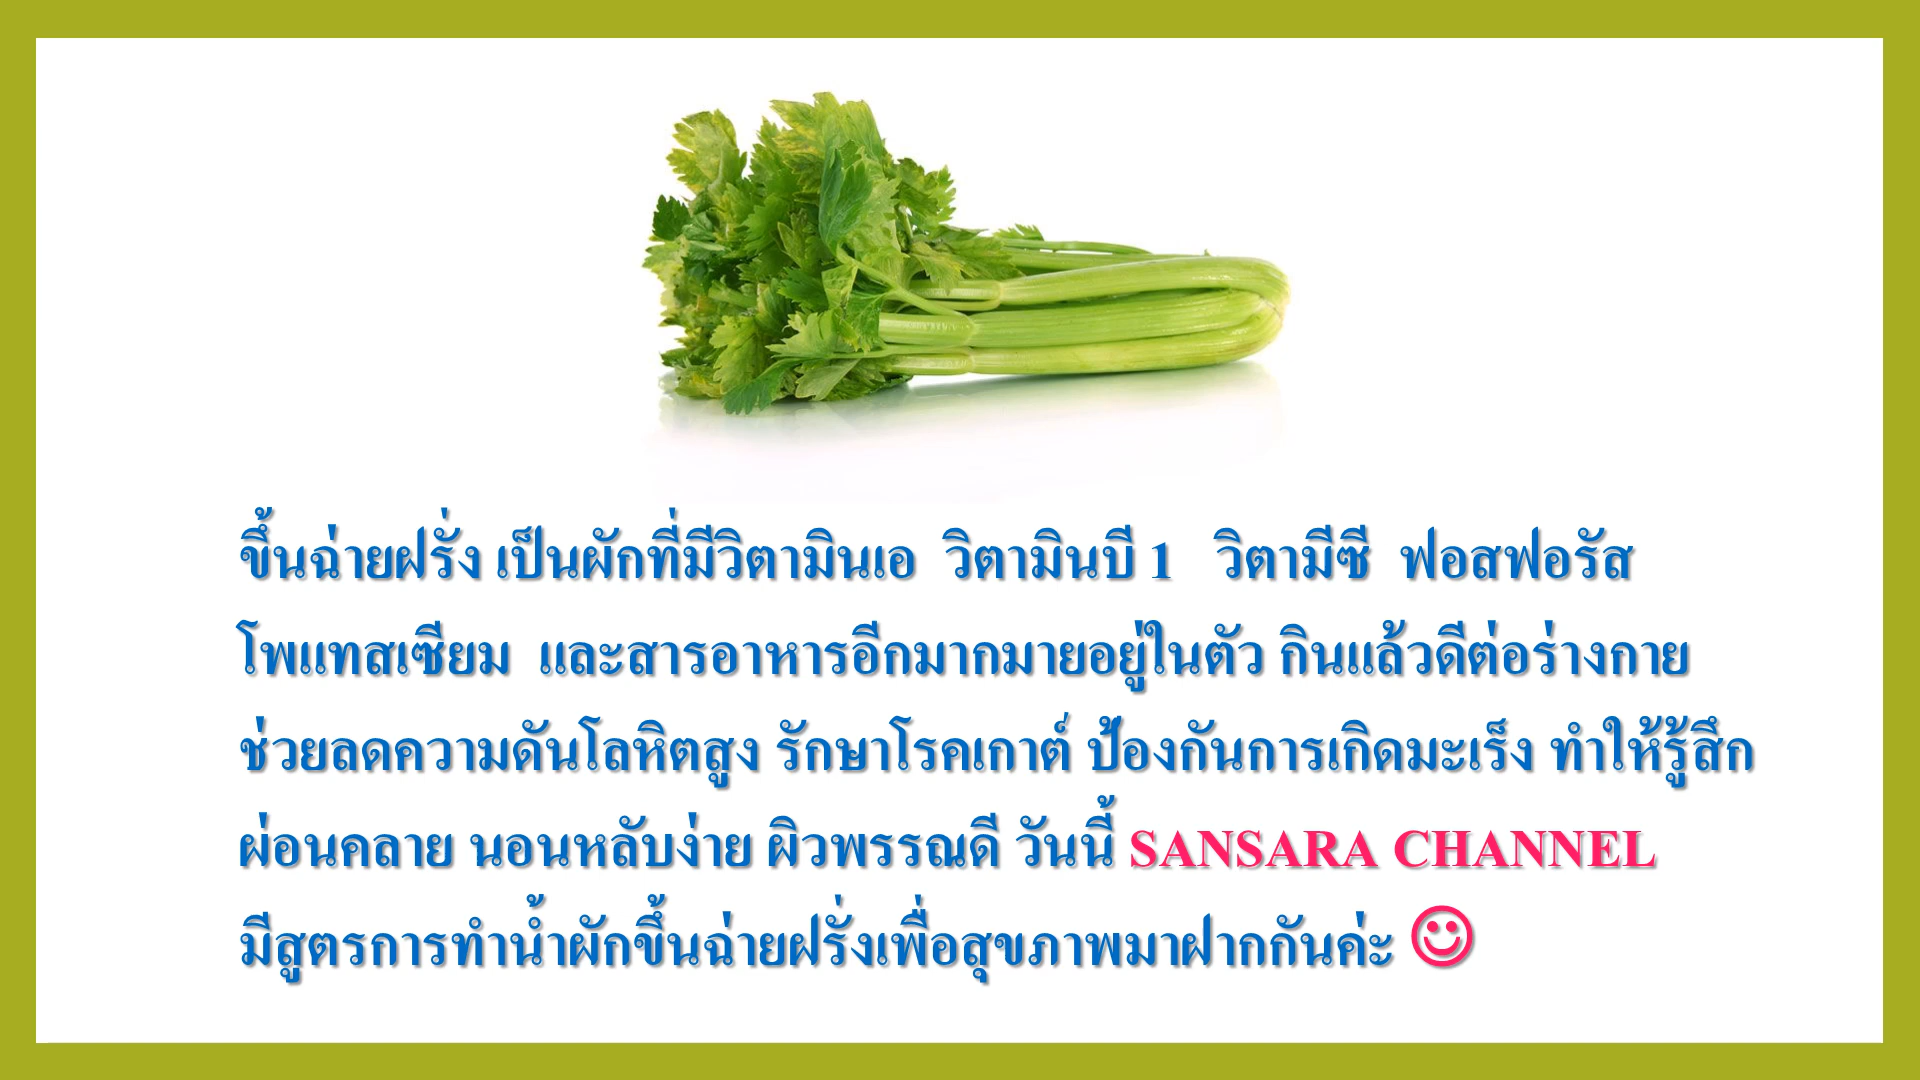 ขึ้นฉ่ายฝรั่ง เป็นผักที่มีวิตามินเอ วิตามินบี 1 วิตามีซี ฟอสฟอรัส
โพแทสเซียม และสารอาหารอีกมากมายอยู่ในตัว กินแล้วดีต่อร่างกาย
ช่วยลดความดันโลหิตสูง รักษาโรคเกาต์ ป้องกันการเกิดมะเร็ง ทำให้รู้สึก
ผ่อนคลาย นอนหลับง่าย ผิวพรรณดี วันนี้ SANSARA CHANNEL
มีสูตรการทำน้ำผักขึ้นฉ่ายฝรั่งเพื่อสุขภาพมาฝากกันค่ะ ☺